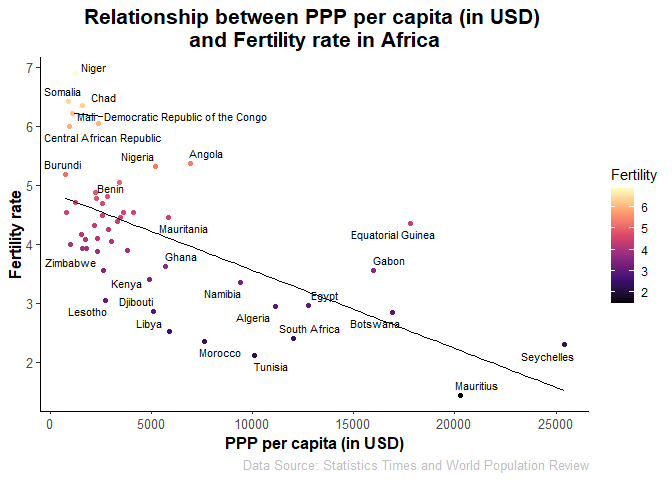 Relationship between PPP per capita (in USD)
and Fertility rate in Africa
7
6
5
4
3
2
Fertility rate
Niger
Somalia
Chad
Mali
Democratic Republic of the Congo
Central African Republic
Nigeria
Angola
Burundi
Benin
Mauritania
Equatorial Guinea
Ghana
Gabon
Zimbabwe
Kenya
Namibia
Egypt
Djibouti
Lesotho
Algeria
Botswana
Libya
South Africa
Morocco
Tunisia
Seychelles
Mauritius
0
5000
10000
15000
20000
25000
PPP per capita (in USD)
Data Source: Statistics Times and World Population Review
Fertility
6
5
4
3
2